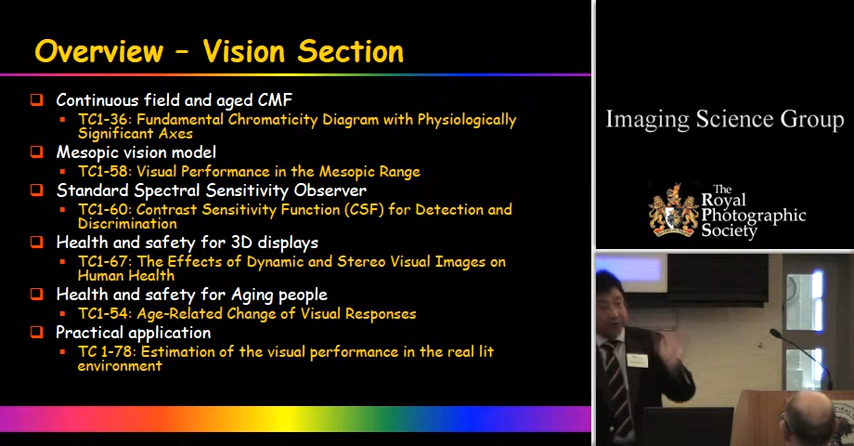 Overview – Vision Section
❑ Continuous field and aged CMF
▪ TC1-36: Fundamental Chromaticity Diagram with Physiologically
Significant Axes
❑ Mesopic vision model
▪ TC1-58: Visual Performance in the Mesopic Range
❑ Standard Spectral Sensitivity Observer
▪ TC1-60: Contrast Sensitivity Function (CSF) for Detection and
Discrimination
❑ Health and safety for 3D displays
▪ TC1-67: The Effects of Dynamic and Stereo Visual Images on
Human Health
❑ Health and safety for Aging people
▪ TC1-54: Age-Related Change of Visual Responses
❑ Practical application
▪ TC 1-78: Estimation of the visual performance in the real lit
environment
Imaging Science Group
The
Royal
Photographic
Society